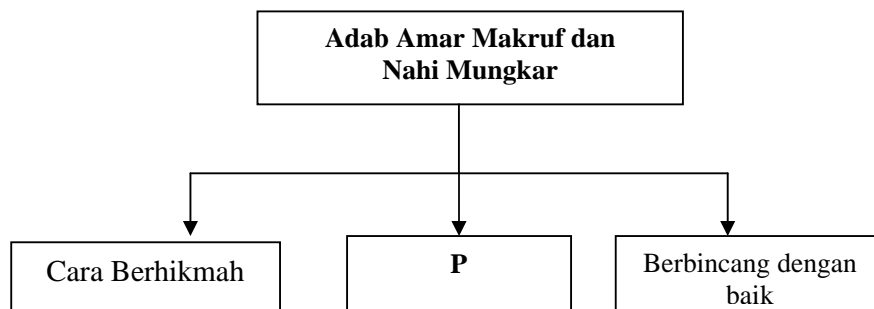 Adab Amar Makruf dan
Nahi Mungkar
Cara Berhikmah
P
Berbincang dengan
baik